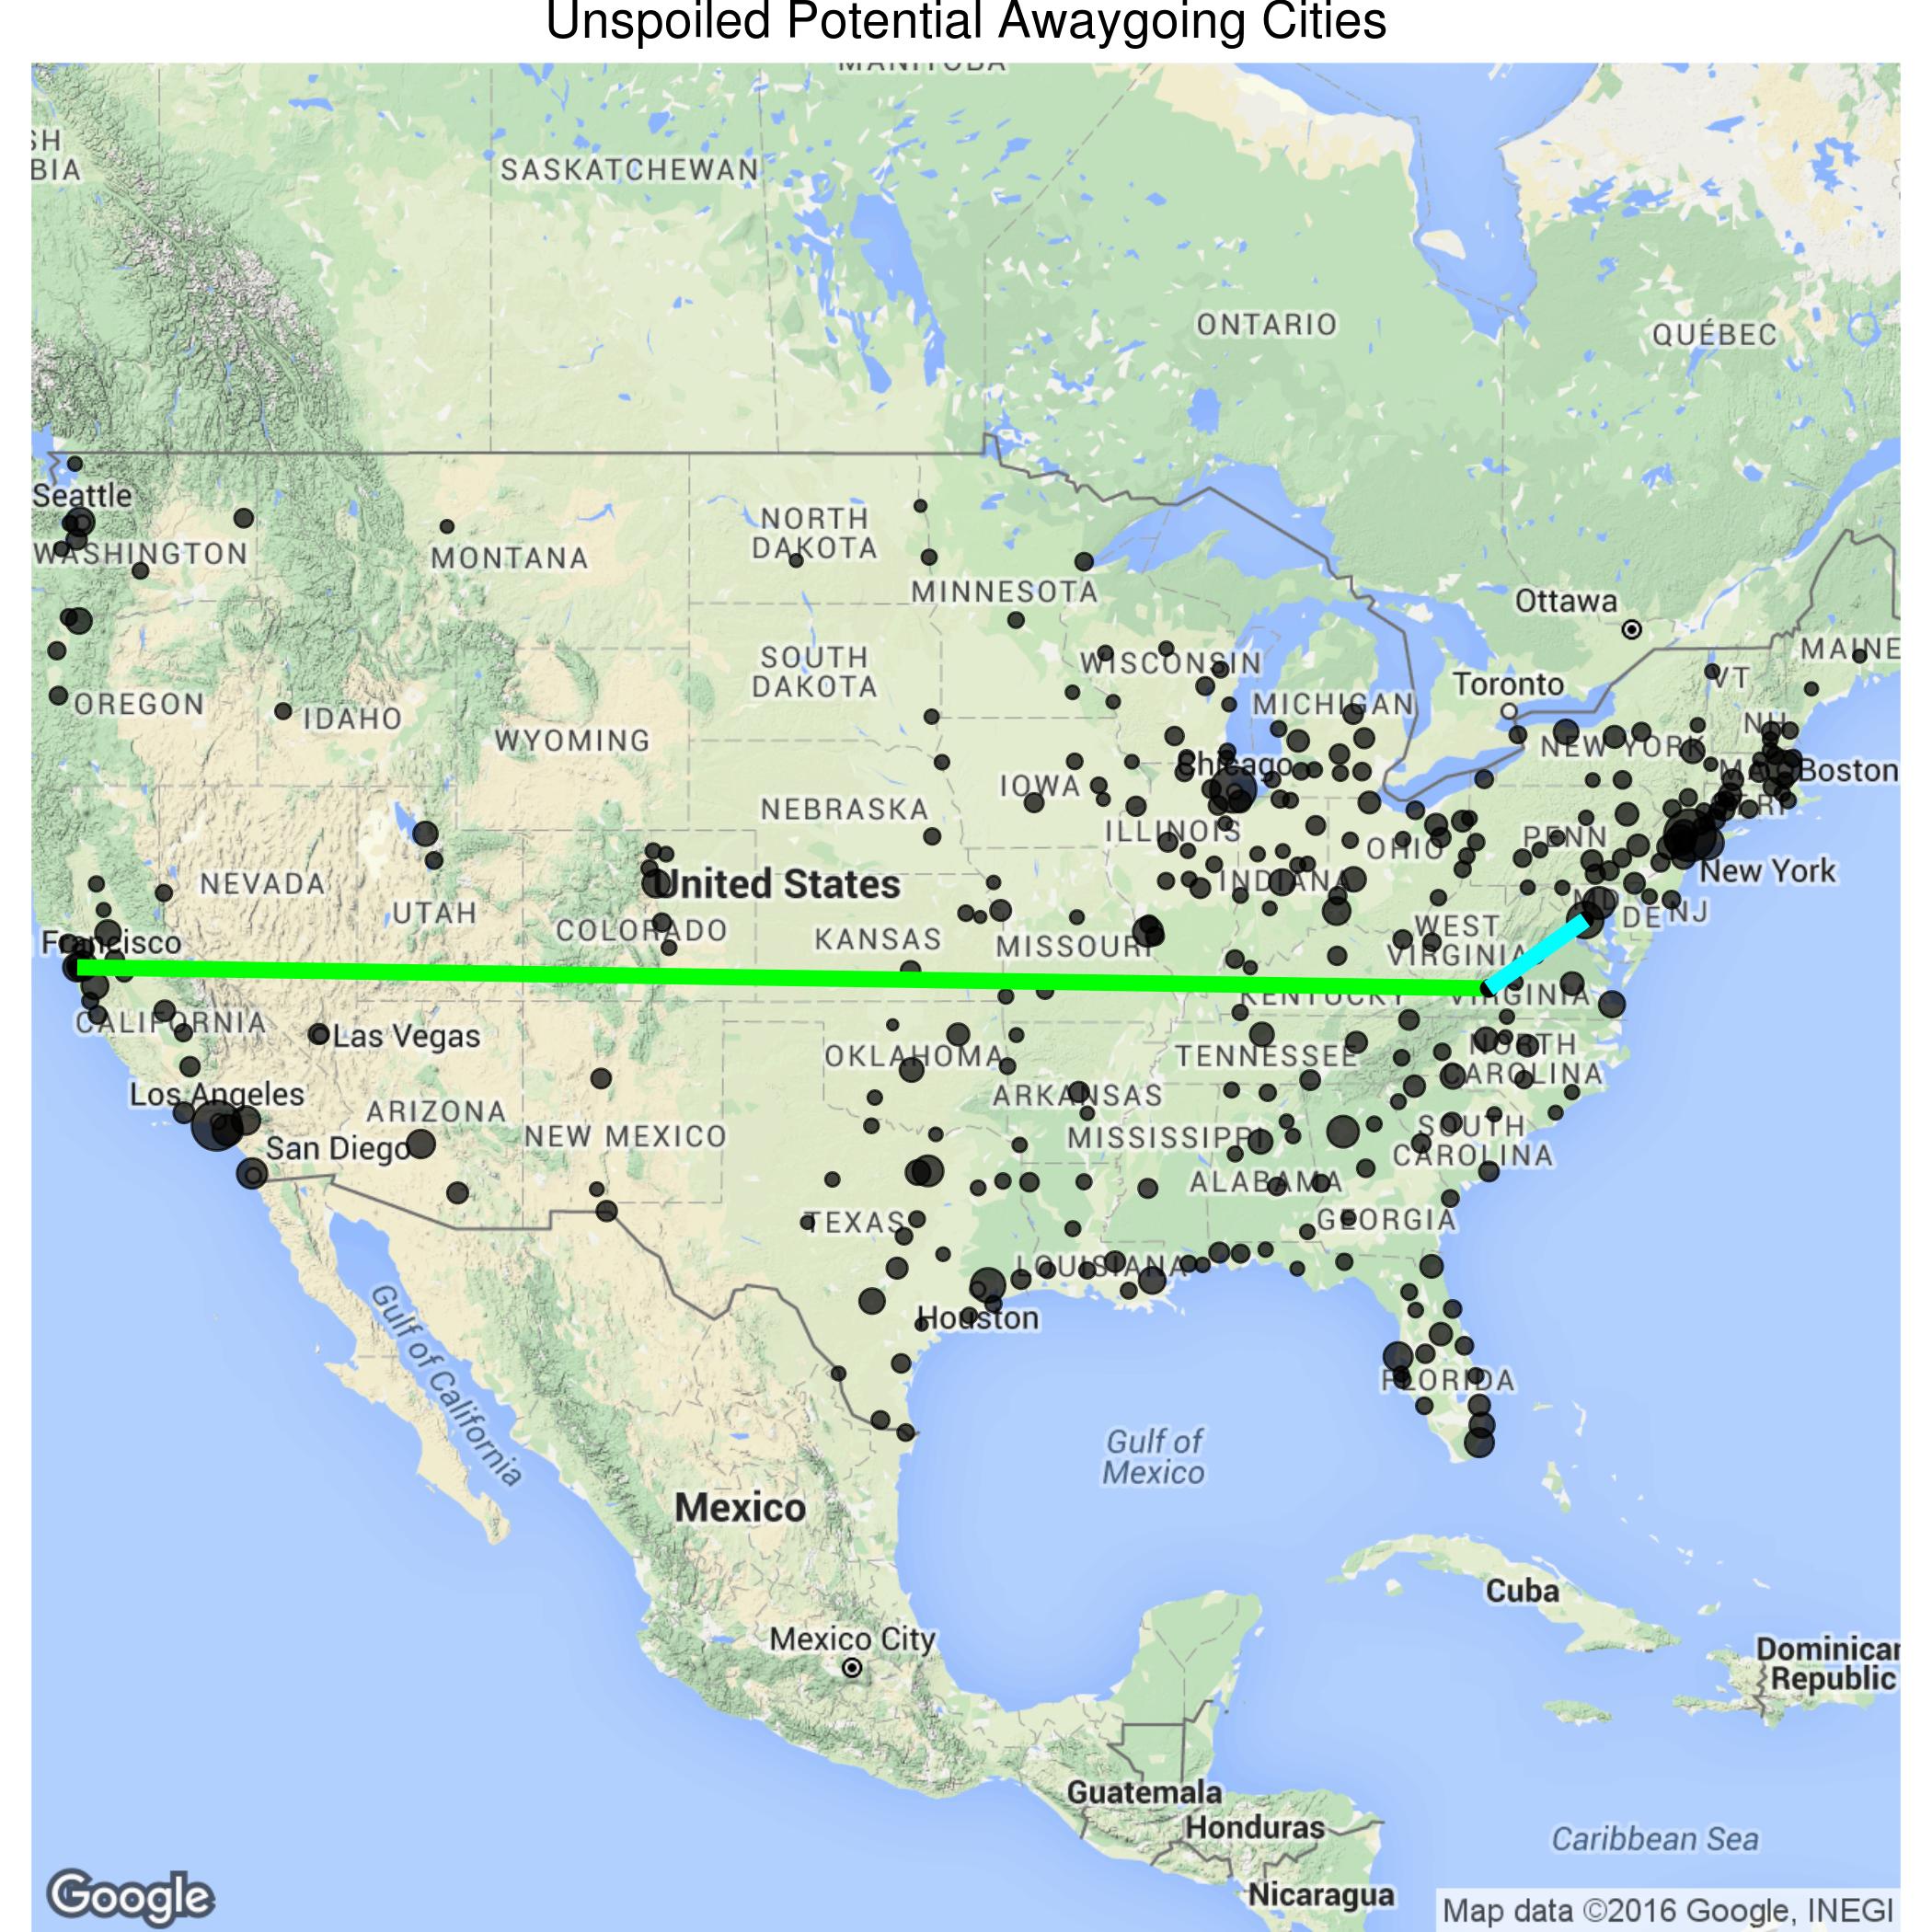 Unspoiled Potential Awaygoing Cities
MANITOBA
SH
BIA
SASKATCHEWAN
ONTARIO
QUÉBEC
Seattle
WASHINGTON
MONTANA
NORTH
DAKOTA
MINNESOTA
Ottawa
SOUTH
DAKOTA
WISCONSIN
MAINE
VT
Toronto
OREGON
IDAHO
MICHIGAN
NH
WYOMING
NEW YORK
Chicago
MA
Boston
IOWA
RI
NEBRASKA
ILLINOIS
OHIO
PENN
United States
NEVADA
INDIANA
New York
UTAH
MD
DE
NJ
COLORADO
KANSAS
MISSOURI
WEST
VIRGINIA
Francisco
KENTUCKY
VIRGINIA
CALIFORNIA
Las Vegas
OKLAHOMA
TENNESSEE
NORTH
CAROLINA
Los Angeles
ARIZONA
ARKANSAS
NEW MEXICO
MISSISSIPPI
SOUTH
CAROLINA
San Diego
ALABAMA
TEXAS
GEORGIA
LOUISIANA
Houston
Gulf of California
FLORIDA
Gulf of
Mexico
Mexico
Cuba
Mexico City
Dominican
Republic
Guatemala
Honduras
Caribbean Sea
Nicaragua
Google
Map data ©2016 Google, INEGI